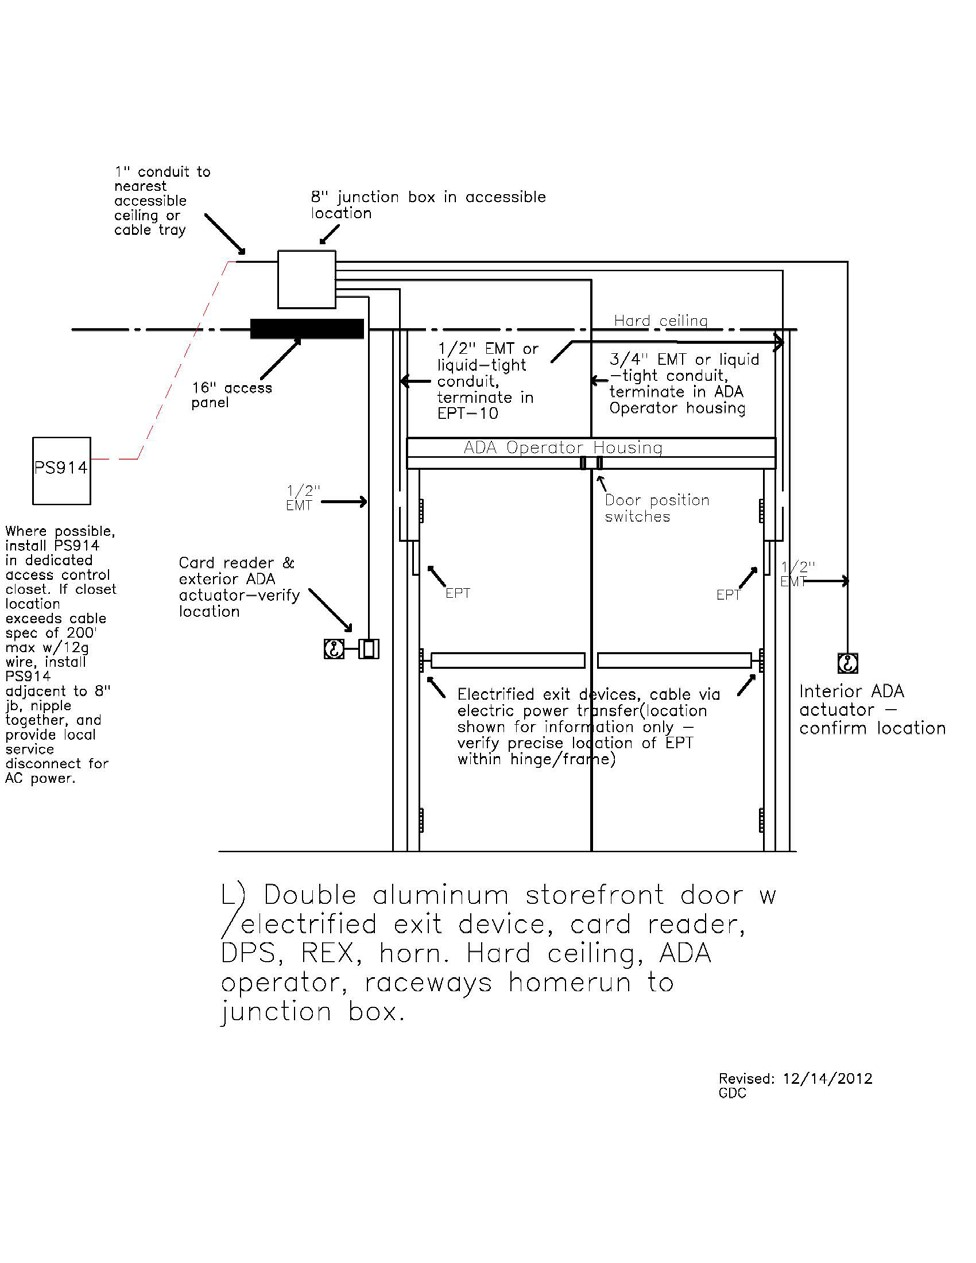 1" conduit to
nearest
accessible
ceiling or
cable tray
8" junction box in accessible
location
Hard ceiling
1/2" EMT or
liquid-tight
conduit,
terminate in
EPT-10
3/4" EMT or liquid
-tight conduit,
terminate in ADA
Operator housing
16" access
panel
ADA Operator Housing
PS914
1/2"
EMT
Door position
switches
Where possible,
install PS914
in dedicated
access control
closet. If closet
location
exceeds cable
spec of 200'
max w/12g
wire, install
PS914
adjacent to 8"
jb, nipple
together, and
provide local
service
disconnect for
AC power.
Card reader &
exterior ADA
actuator-verify
location
EPT
EPT
1/2"
EMT
Electrified exit devices, cable via
electric power transfer(location
shown for information only -
verify precise location of EPT
within hinge/frame)
Interior ADA
actuator -
confirm location
L) Double aluminum storefront door w
/electrified exit device, card reader,
DPS, REX, horn. Hard ceiling, ADA
operator, raceways homerun to
junction box.
Revised: 12/14/2012
GDC